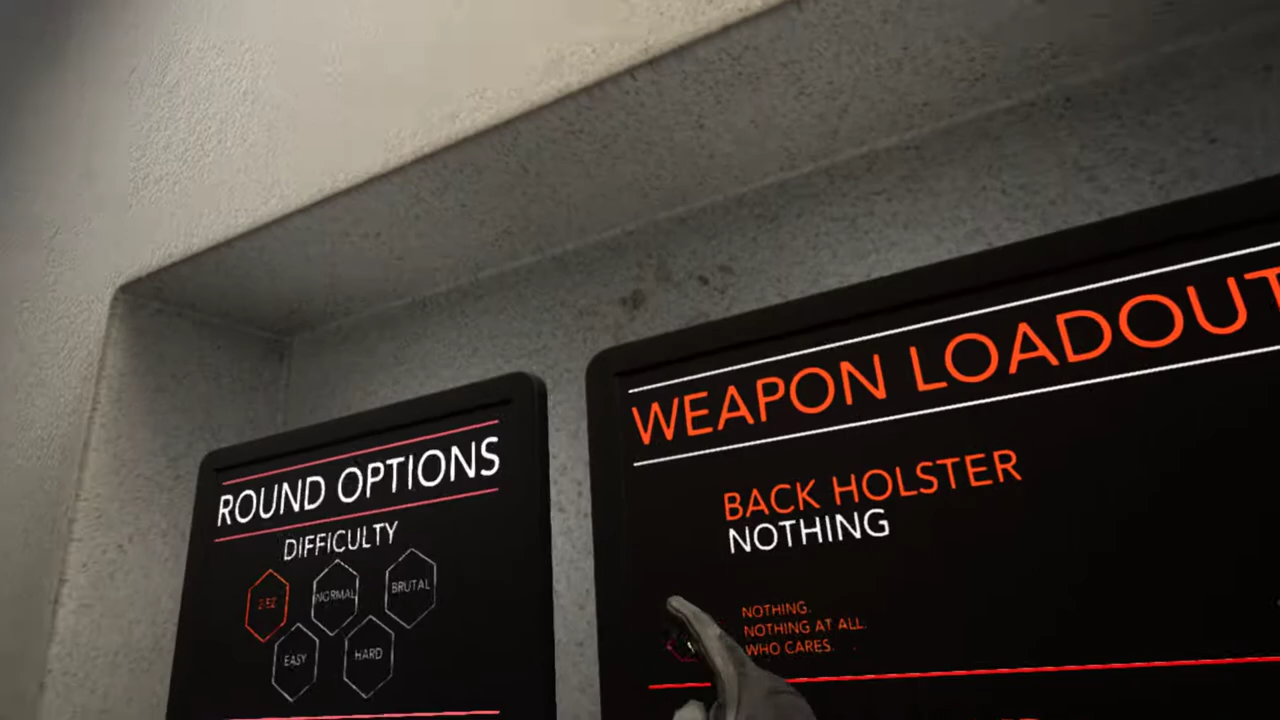 ROUND OPTIONS
DIFFICULTY
2-EZ
NORMAL
BRUTAL
EASY
HARD
WEAPON LOADOUT
BACK HOLSTER
NOTHING
NOTHING.
NOTHING AT ALL.
WHO CARES.